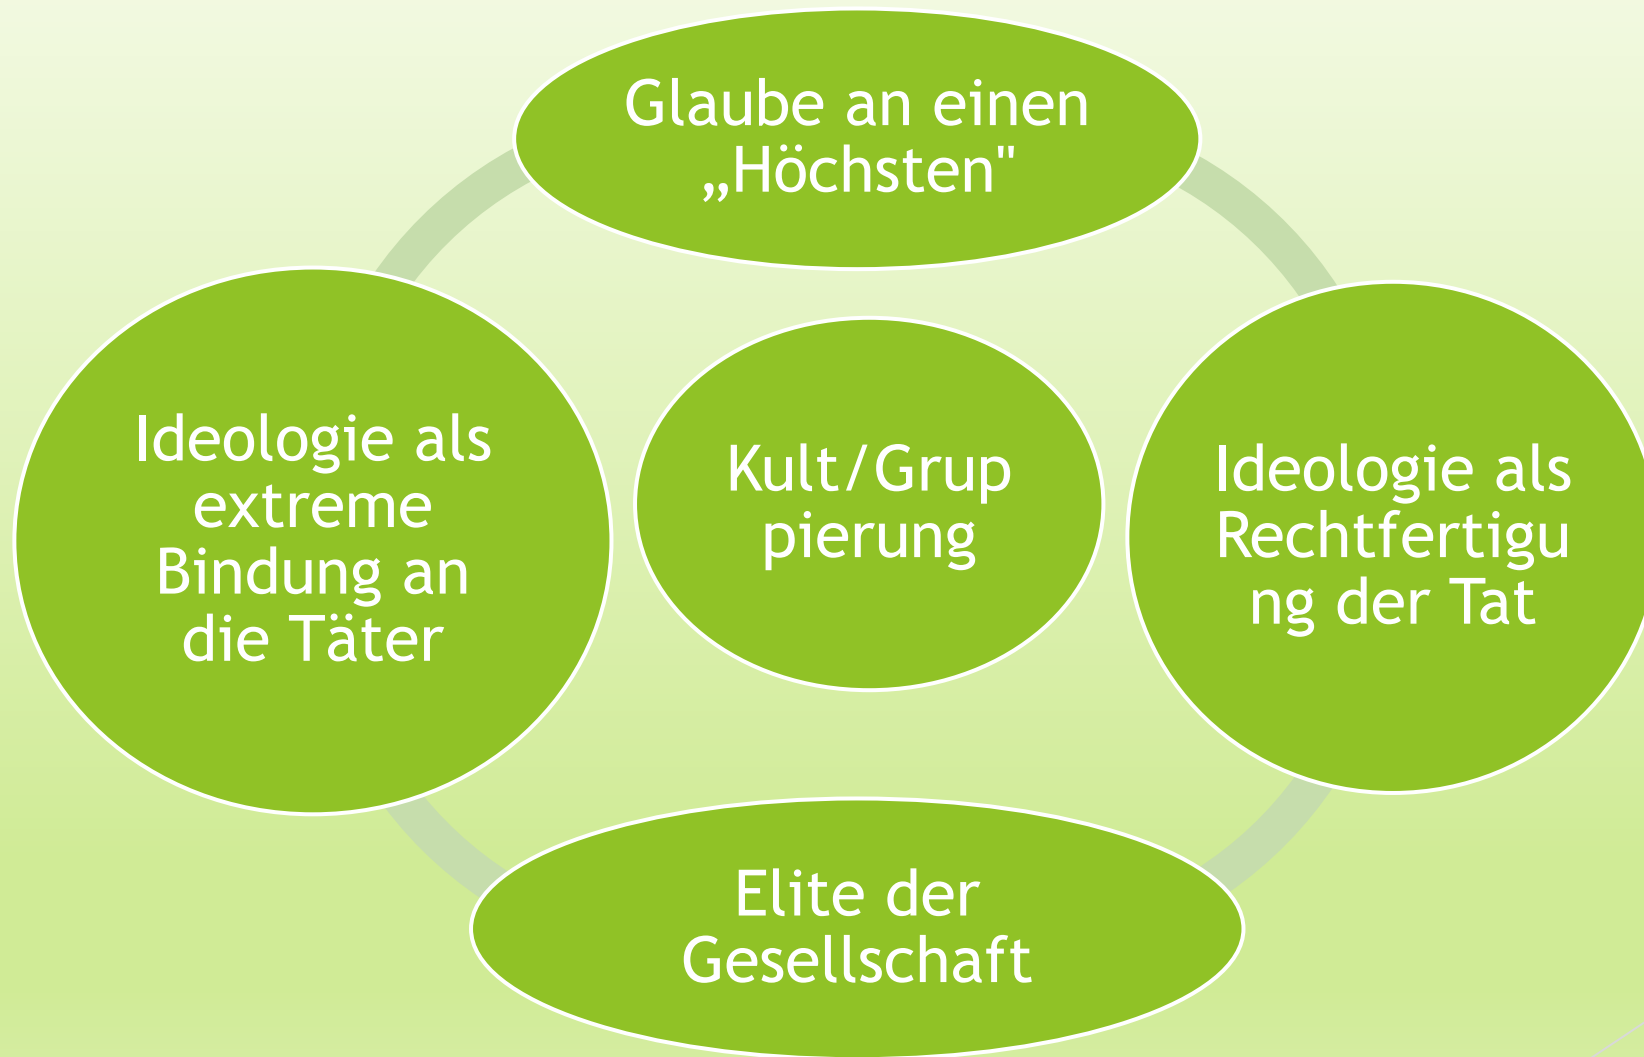 Glaube an einen
„Höchsten"
Ideologie als
extreme
Bindung an
die Täter
Kult/Grup
pierung
Ideologie als
Rechtfertigu
ng der Tat
Elite der
Gesellschaft